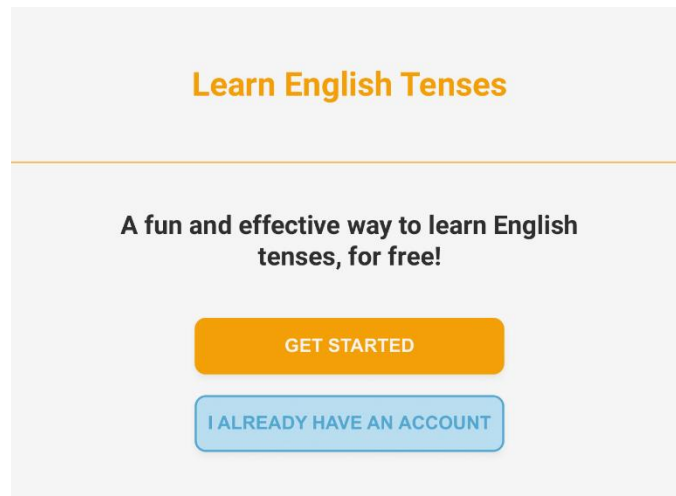 Learn English Tenses
A fun and effective way to learn English
tenses, for free!
GET STARTED
I ALREADY HAVE AN ACCOUNT